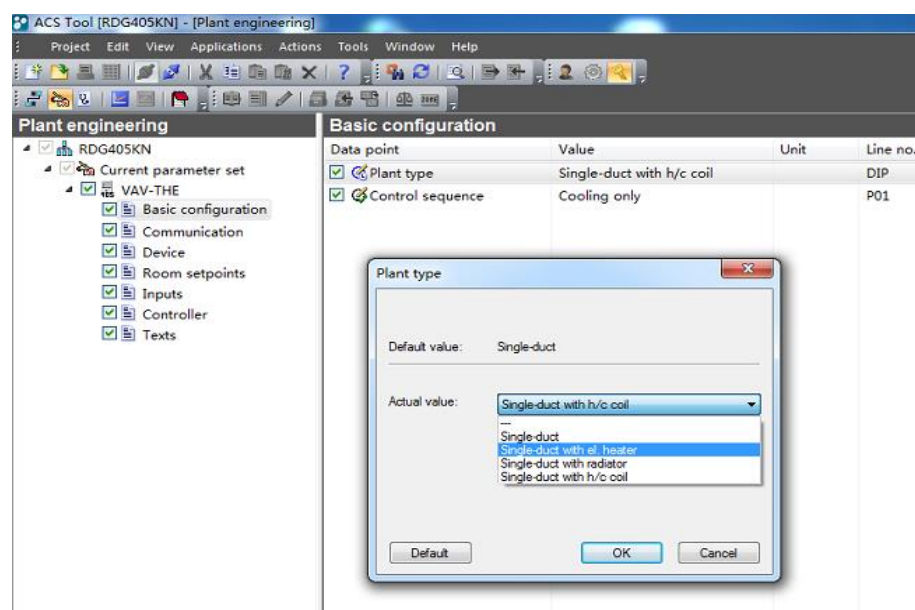 ACS Tool [RDG405KN] - [Plant engineering]
Project Edit View Applications Actions Tools Window Help
Plant engineering
RDG405KN
Current parameter set
VAV-THE
Basic configuration
Communication
Device
Room setpoints
Inputs
Controller
Texts
Basic configuration
Data point Value Unit Line no.
Plant type Single-duct with h/c coil DIP
Control sequence Cooling only P01
Plant type
Default value: Single-duct
Actual value: Single-duct with h/c coil
---
Single-duct
Single-duct with el. heater
Single-duct with radiator
Single-duct with h/c coil
Default OK Cancel